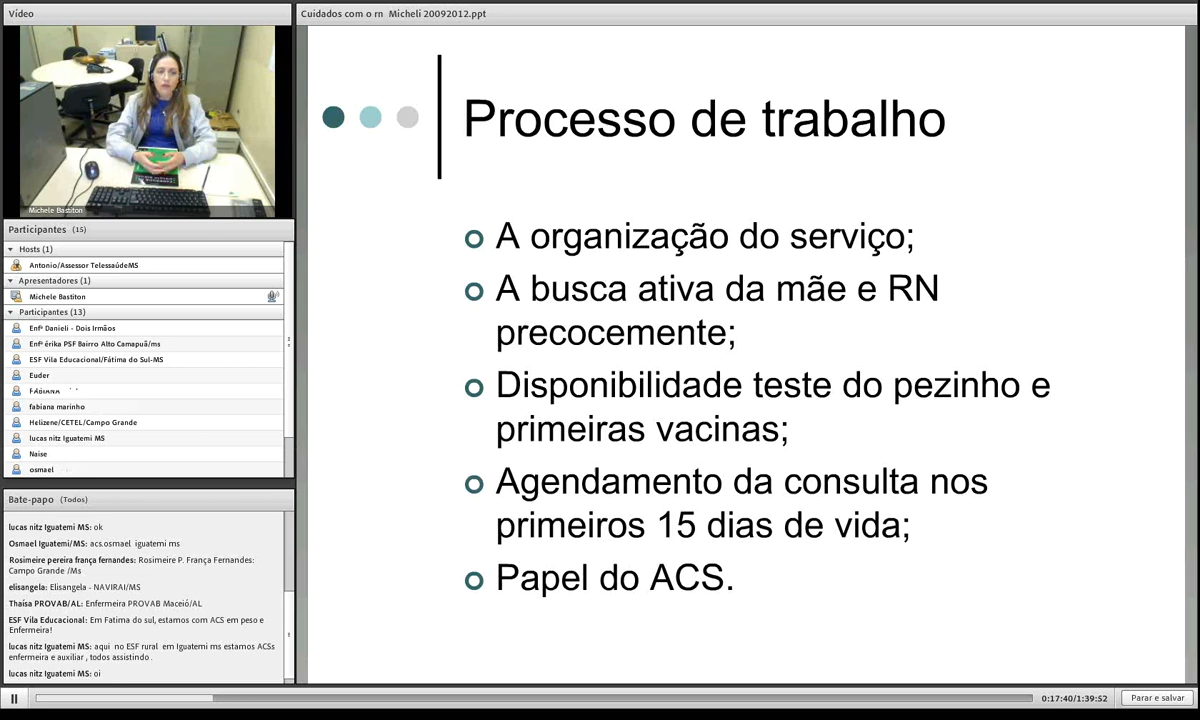 Vídeo
Michele Bastiton
Participantes (15)
Hosts (1)
Antonio/Assessor TelessaúdeMS
Apresentadores (1)
Michele Bastiton
Participantes (13)
Enfª Danieli - Dois Irmãos
Enfª érika PSF Bairro Alto Camapuã/ms
ESF Vila Educacional/Fátima do Sul-MS
Euder
FABIANA
fabiana marinho
Helizene/CETEL/Campo Grande
lucas nitz Iguatemi MS
Naise
osmael
Bate-papo (Todos)
lucas nitz Iguatemi MS: ok
Osmael Iguatemi/MS: acs.osmael iguatemi ms
Rosimeire pereira frança fernandes: Rosimeire P. França Fernandes:
Campo Grande /Ms
elisangela: Elisangela - NAVIRAI/MS
Thaísa PROVAB/AL: Enfermeira PROVAB Maceió/AL
ESF Vila Educacional: Em Fatima do sul, estamos com ACS em peso e
Enfermeira!
lucas nitz Iguatemi MS: aqui no ESF rural em Iguatemi ms estamos ACSs
enfermeira e auxiliar , todos assistindo .
lucas nitz Iguatemi MS: oi
Cuidados com o rn Micheli 20092012.ppt
Processo de trabalho
A organização do serviço;
A busca ativa da mãe e RN
precocemente;
Disponibilidade teste do pezinho e
primeiras vacinas;
Agendamento da consulta nos
primeiros 15 dias de vida;
Papel do ACS.
0:17:40/1:39:52
Parar e salvar